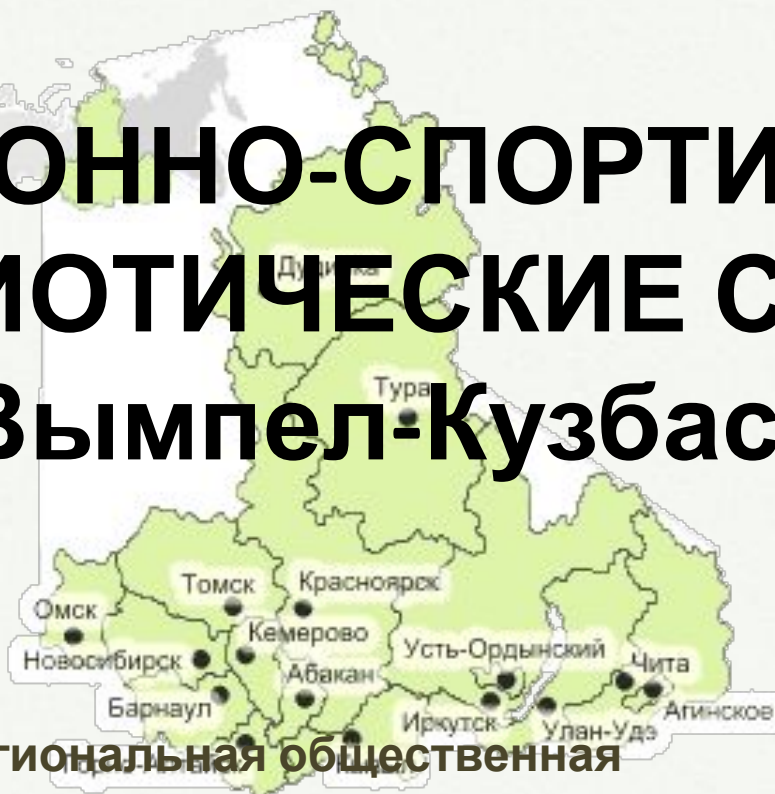 ОННО-СПОРТИ
ИОТИЧЕСКИЕ С
Вымпел-Кузбас
Дудинка
Тура
Томск
Красноярск
Омск
Кемерово
Новосибирск
Усть-Ордынский
Чита
Абакан
Барнаул
Иркутск
Агинское
Улан-Удэ
гиональная общественная